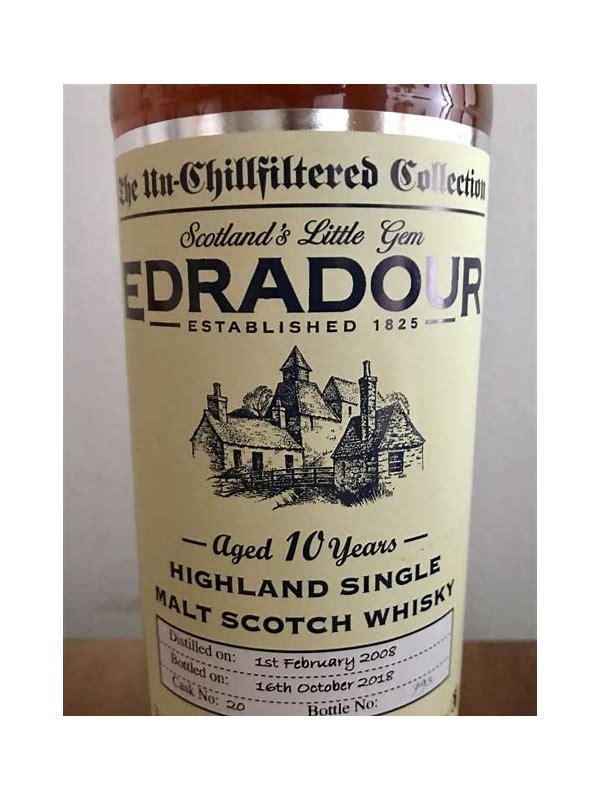 The Un-Chillfiltered Collection
Scotland's Little Gem
EDRADOUR
ESTABLISHED 1825
Aged 10 Years
HIGHLAND SINGLE
MALT SCOTCH WHISKY
Distilled on: 1st February 2008
Bottled on: 16th October 2018
Cask No: 20 Bottle No: